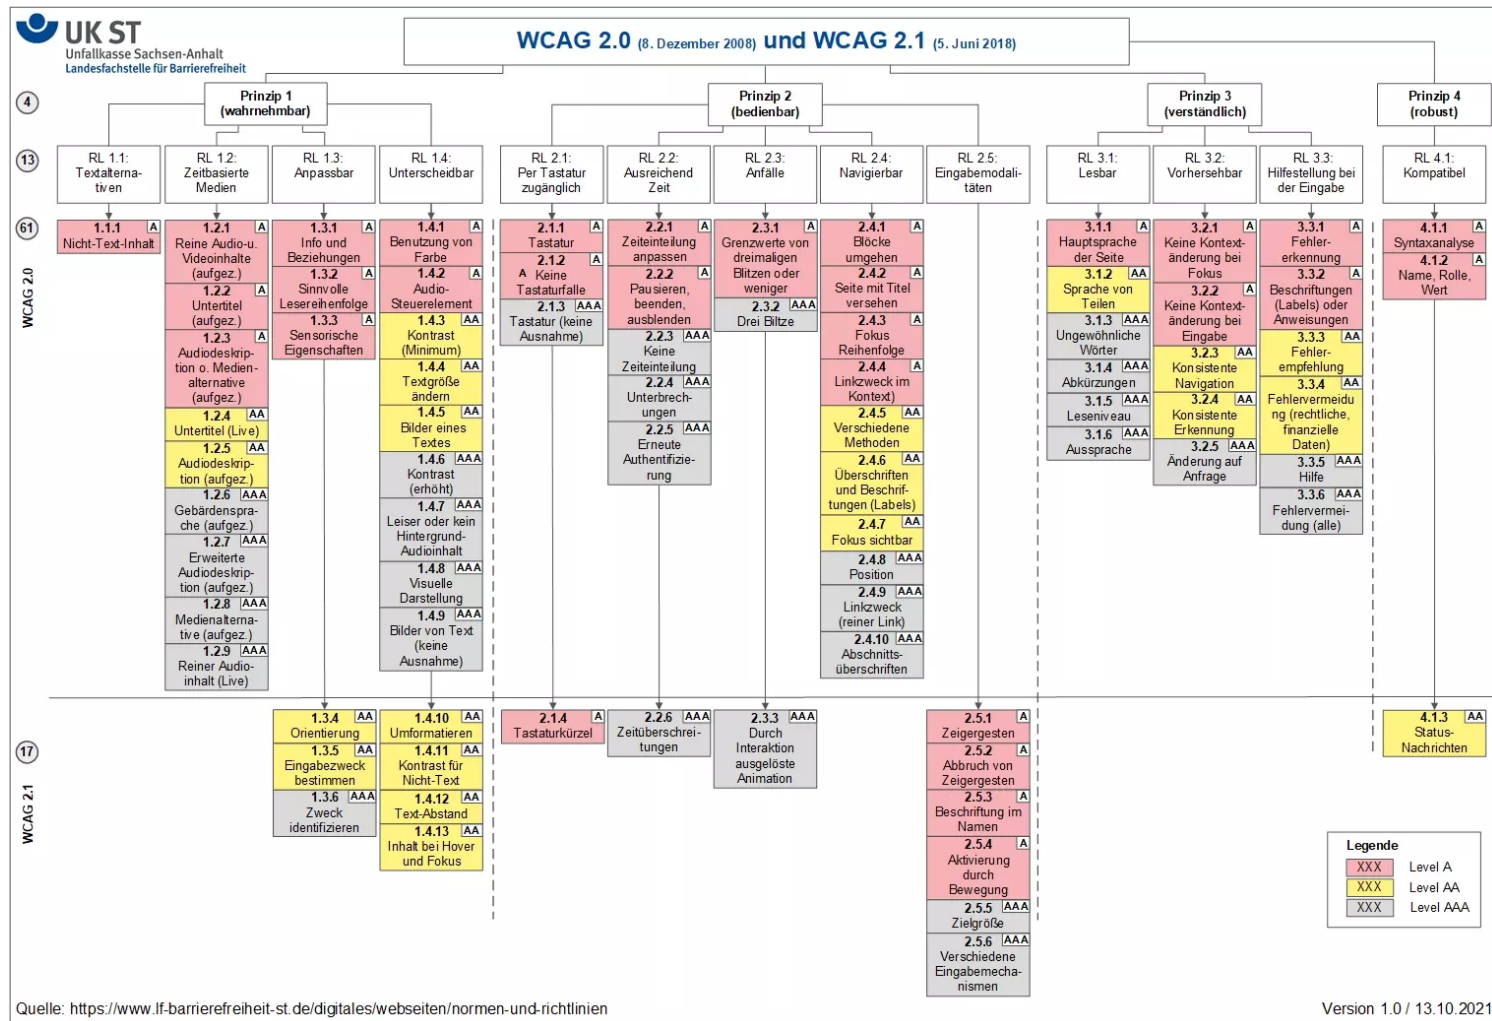 UK ST
Unfallkasse Sachsen-Anhalt
Landesfachstelle für Barrierefreiheit
WCAG 2.0 (8. Dezember 2008) und WCAG 2.1 (5. Juni 2018)
4
Prinzip 1
(wahrnehmbar)
Prinzip 2
(bedienbar)
Prinzip 3
(verständlich)
Prinzip 4
(robust)
13
RL 1.1:
Textalterna-
tiven
RL 1.2:
Zeitbasierte
Medien
RL 1.3:
Anpassbar
RL 1.4:
Unterscheidbar
RL 2.1:
Per Tastatur
zugänglich
RL 2.2:
Ausreichend
Zeit
RL 2.3:
Anfälle
RL 2.4:
Navigierbar
RL 2.5:
Eingabemodali-
täten
RL 3.1:
Lesbar
RL 3.2:
Vorhersehbar
RL 3.3:
Hilfestellung bei
der Eingabe
RL 4.1:
Kompatibel
61
WCAG 2.0
1.1.1 A
Nicht-Text-Inhalt
1.2.1 A
Reine Audio-u.
Videoinhalte
(aufgez.)
1.2.2 A
Untertitel
(aufgez.)
1.2.3 A
Audiodeskrip-
tion o. Medien-
alternative
(aufgez.)
1.2.4 AA
Untertitel (Live)
1.2.5 AA
Audiodeskrip-
tion (aufgez.)
1.2.6 AAA
Gebärdenspra-
che (aufgez.)
1.2.7 AAA
Erweiterte
Audiodeskrip-
tion (aufgez.)
1.2.8 AAA
Medienalterna-
tive (aufgez.)
1.2.9 AAA
Reiner Audio-
inhalt (Live)
1.3.1 A
Info und
Beziehungen
1.3.2 A
Sinnvolle
Lesereihenfolge
1.3.3 A
Sensorische
Eigenschaften
1.4.1 A
Benutzung von
Farbe
1.4.2 A
Audio-
Steuerelement
1.4.3 AA
Kontrast
(Minimum)
1.4.4 AA
Textgröße
ändern
1.4.5 AA
Bilder eines
Textes
1.4.6 AAA
Kontrast
(erhöht)
1.4.7 AAA
Leiser oder kein
Hintergrund-
Audioinhalt
1.4.8 AAA
Visuelle
Darstellung
1.4.9 AAA
Bilder von Text
(keine
Ausnahme)
2.1.1 A
Tastatur
2.1.2 A
A Keine
Tastaturfalle
2.1.3 AAA
Tastatur (keine
Ausnahme)
2.2.1 A
Zeiteinteilung
anpassen
2.2.2 A
Pausieren,
beenden,
ausblenden
2.2.3 AAA
Keine
Zeiteinteilung
2.2.4 AAA
Unterbrech-
ungen
2.2.5 AAA
Erneute
Authentifizie-
rung
2.3.1 A
Grenzwerte von
dreimaligen
Blitzen oder
weniger
2.3.2 AAA
Drei Biltze
2.4.1 A
Blöcke
umgehen
2.4.2 A
Seite mit Titel
versehen
2.4.3 A
Fokus
Reihenfolge
2.4.4 A
Linkzweck im
Kontext)
2.4.5 AA
Verschiedene
Methoden
2.4.6 AA
Überschriften
und Beschrif-
tungen (Labels)
2.4.7 AA
Fokus sichtbar
2.4.8 AAA
Position
2.4.9 AAA
Linkzweck
(reiner Link)
2.4.10 AAA
Abschnitts-
überschriften
3.1.1 A
Hauptsprache
der Seite
3.1.2 AA
Sprache von
Teilen
3.1.3 AAA
Ungewöhnliche
Wörter
3.1.4 AAA
Abkürzungen
3.1.5 AAA
Leseniveau
3.1.6 AAA
Aussprache
3.2.1 A
Keine Kontext-
änderung bei
Fokus
3.2.2 A
Keine Kontext-
änderung bei
Eingabe
3.2.3 AA
Konsistente
Navigation
3.2.4 AA
Konsistente
Erkennung
3.2.5 AAA
Änderung auf
Anfrage
3.3.1 A
Fehler-
erkennung
3.3.2 A
Beschriftungen
(Labels) oder
Anweisungen
3.3.3 AA
Fehler-
empfehlung
3.3.4 AA
Fehlervermeidu
ng (rechtliche,
finanzielle
Daten)
3.3.5 AAA
Hilfe
3.3.6 AAA
Fehlervermei-
dung (alle)
4.1.1 A
Syntaxanalyse
4.1.2 A
Name, Rolle,
Wert
17
WCAG 2.1
1.3.4 AA
Orientierung
1.3.5 AA
Eingabezweck
bestimmen
1.3.6 AAA
Zweck
identifizieren
1.4.10 AA
Umformatieren
1.4.11 AA
Kontrast für
Nicht-Text
1.4.12 AA
Text-Abstand
1.4.13 AA
Inhalt bei Hover
und Fokus
2.1.4 A
Tastaturkürzel
2.2.6 AAA
Zeitüberschrei-
tungen
2.3.3 AAA
Durch
Interaktion
ausgelöste
Animation
2.5.1 A
Zeigergesten
2.5.2 A
Abbruch von
Zeigergesten
2.5.3 A
Beschriftung im
Namen
2.5.4 A
Aktivierung
durch
Bewegung
2.5.5 AAA
Zielgröße
2.5.6 AAA
Verschiedene
Eingabemecha-
nismen
4.1.3 AA
Status-
Nachrichten
Legende
XXX Level A
XXX Level AA
XXX Level AAA
Quelle: https://www.lf-barrierefreiheit-st.de/digitales/webseiten/normen-und-richtlinien
Version 1.0 / 13.10.2021